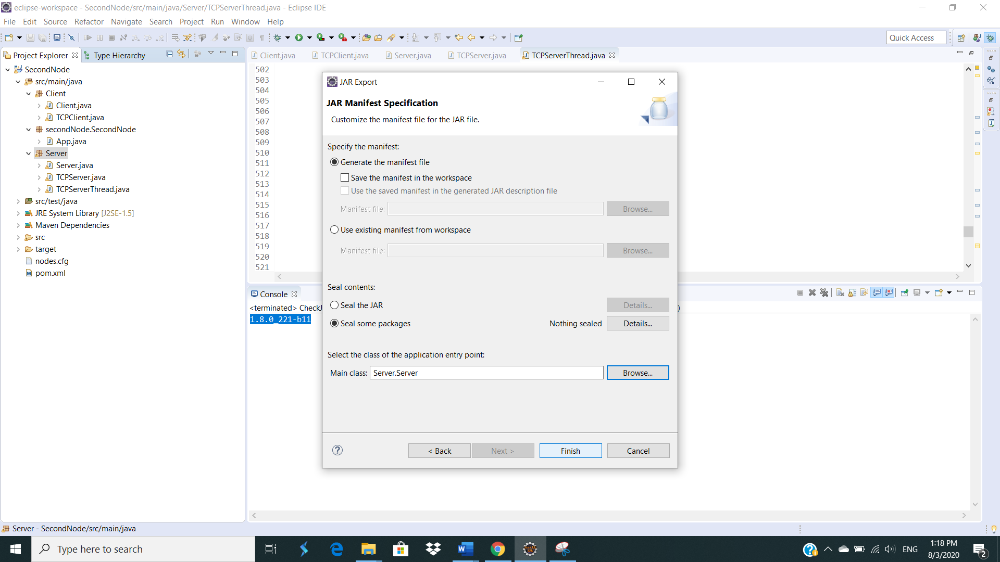 eclipse-workspace - SecondNode/src/main/java/Server/TCPServerThread.java - Eclipse IDE
File Edit Source Refactor Navigate Search Project Run Window Help
Quick Access
Project Explorer Type Hierarchy
Client.java TCPClient.java Server.java TCPServer.java TCPServerThread.java
SecondNode
src/main/java
Client
Client.java
TCPClient.java
secondNode.SecondNode
App.java
Server
Server.java
TCPServer.java
TCPServerThread.java
src/test/java
JRE System Library [J2SE-1.5]
Maven Dependencies
src
target
nodes.cfg
pom.xml
502
503
504
505
506
507
508
509
510
511
512
513
514
515
516
517
518
519
520
521
JAR Export
JAR Manifest Specification
Customize the manifest file for the JAR file.
Specify the manifest:
Generate the manifest file
Save the manifest in the workspace
Use the saved manifest in the generated JAR description file
Manifest file: Browse...
Use existing manifest from workspace
Manifest file: Browse...
Seal contents:
Seal the JAR Details...
Seal some packages Nothing sealed Details...
Select the class of the application entry point:
Main class: Server.Server Browse...
? < Back Next > Finish Cancel
Console
<terminated> CheckJ
1.8.0_221-b11
Server - SecondNode/src/main/java
Type here to search
ENG
1:18 PM
8/3/2020
2